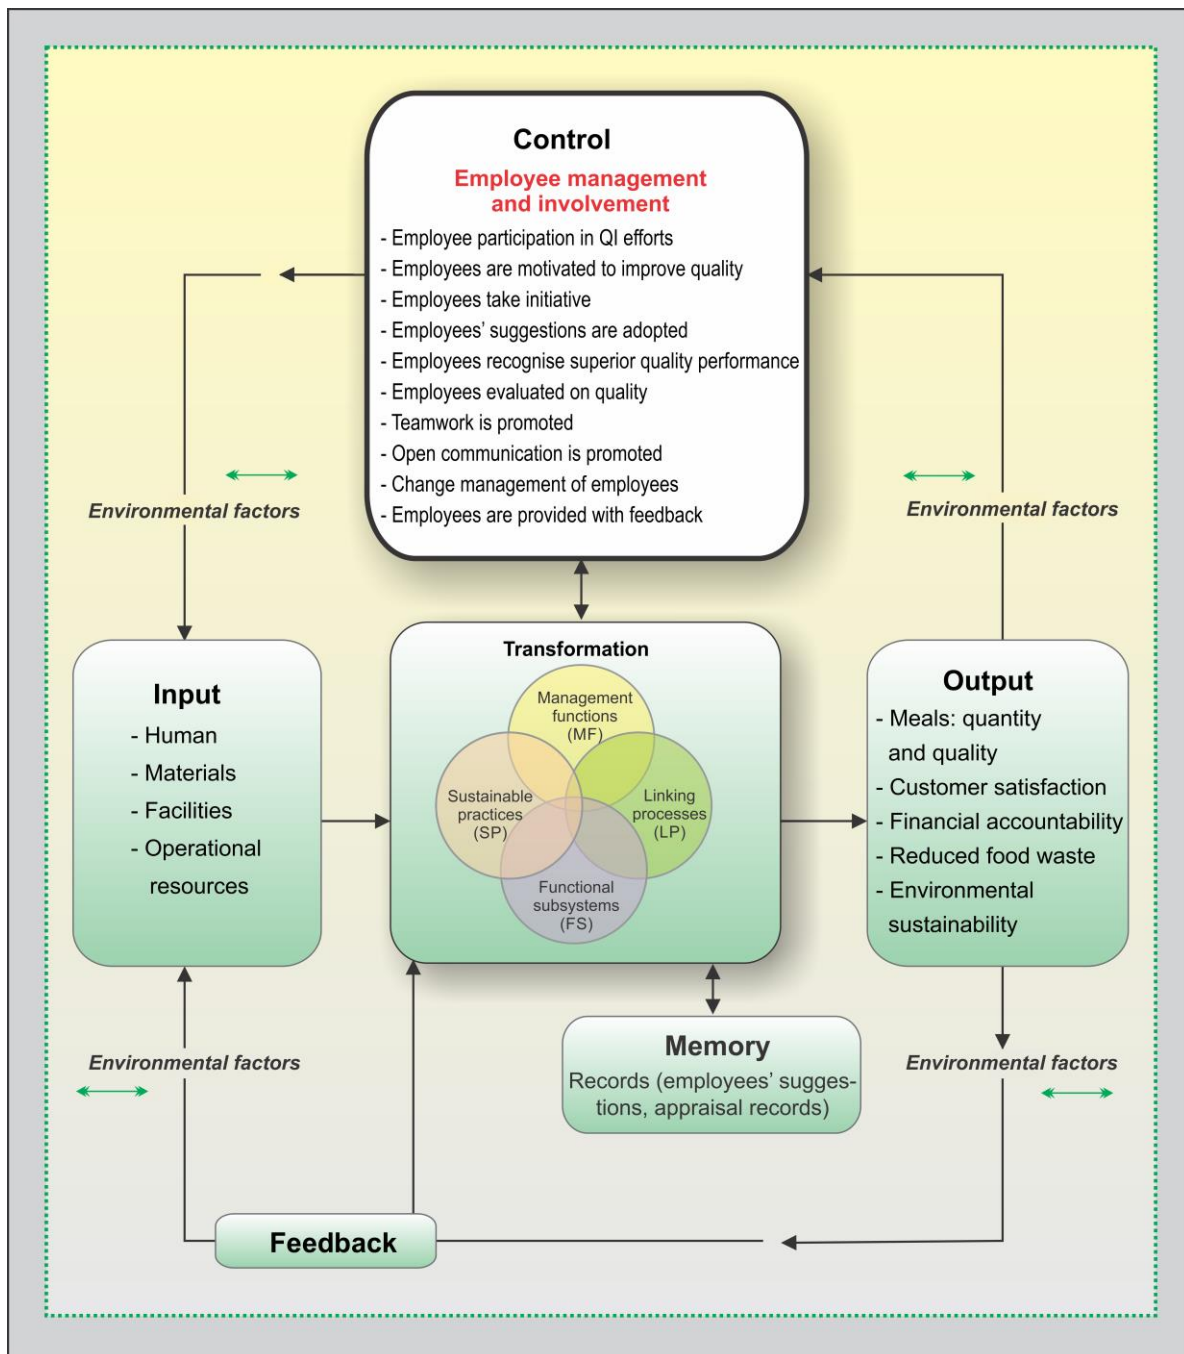 Control
Employee management
and involvement
- Employee participation in QI efforts
- Employees are motivated to improve quality
- Employees take initiative
- Employees' suggestions are adopted
- Employees recognise superior quality performance
- Employees evaluated on quality
- Teamwork is promoted
- Open communication is promoted
- Change management of employees
- Employees are provided with feedback
Environmental factors
Environmental factors
Input
- Human
- Materials
- Facilities
- Operational
resources
Transformation
Management
functions
(MF)
Sustainable
practices
(SP)
Linking
processes
(LP)
Functional
subsystems
(FS)
Output
- Meals: quantity
and quality
- Customer satisfaction
- Financial accountability
- Reduced food waste
- Environmental
sustainability
Environmental factors
Memory
Records (employees' sugges-
tions, appraisal records)
Environmental factors
Feedback